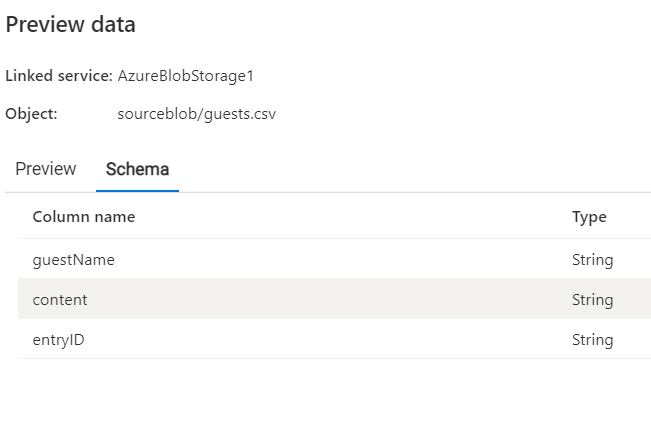 Preview data
Linked service: AzureBlobStorage1
Object: sourceblob/guests.csv
Preview Schema
Column name Type
guestName String
content String
entryID String